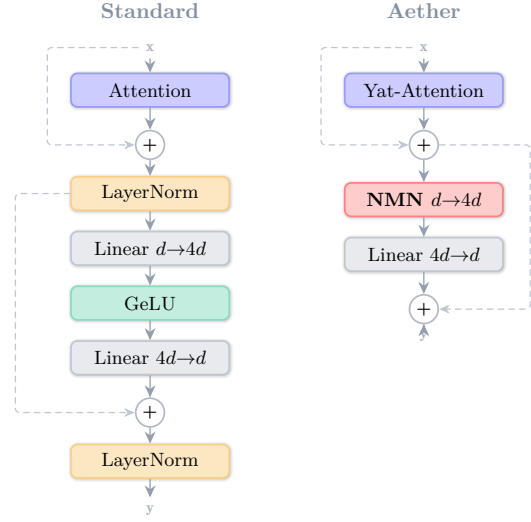 Standard
x
Attention
+
LayerNorm
Linear d→4d
GeLU
Linear 4d→d
+
LayerNorm
y
Aether
x
Yat-Attention
+
NMN d→4d
Linear 4d→d
+
y